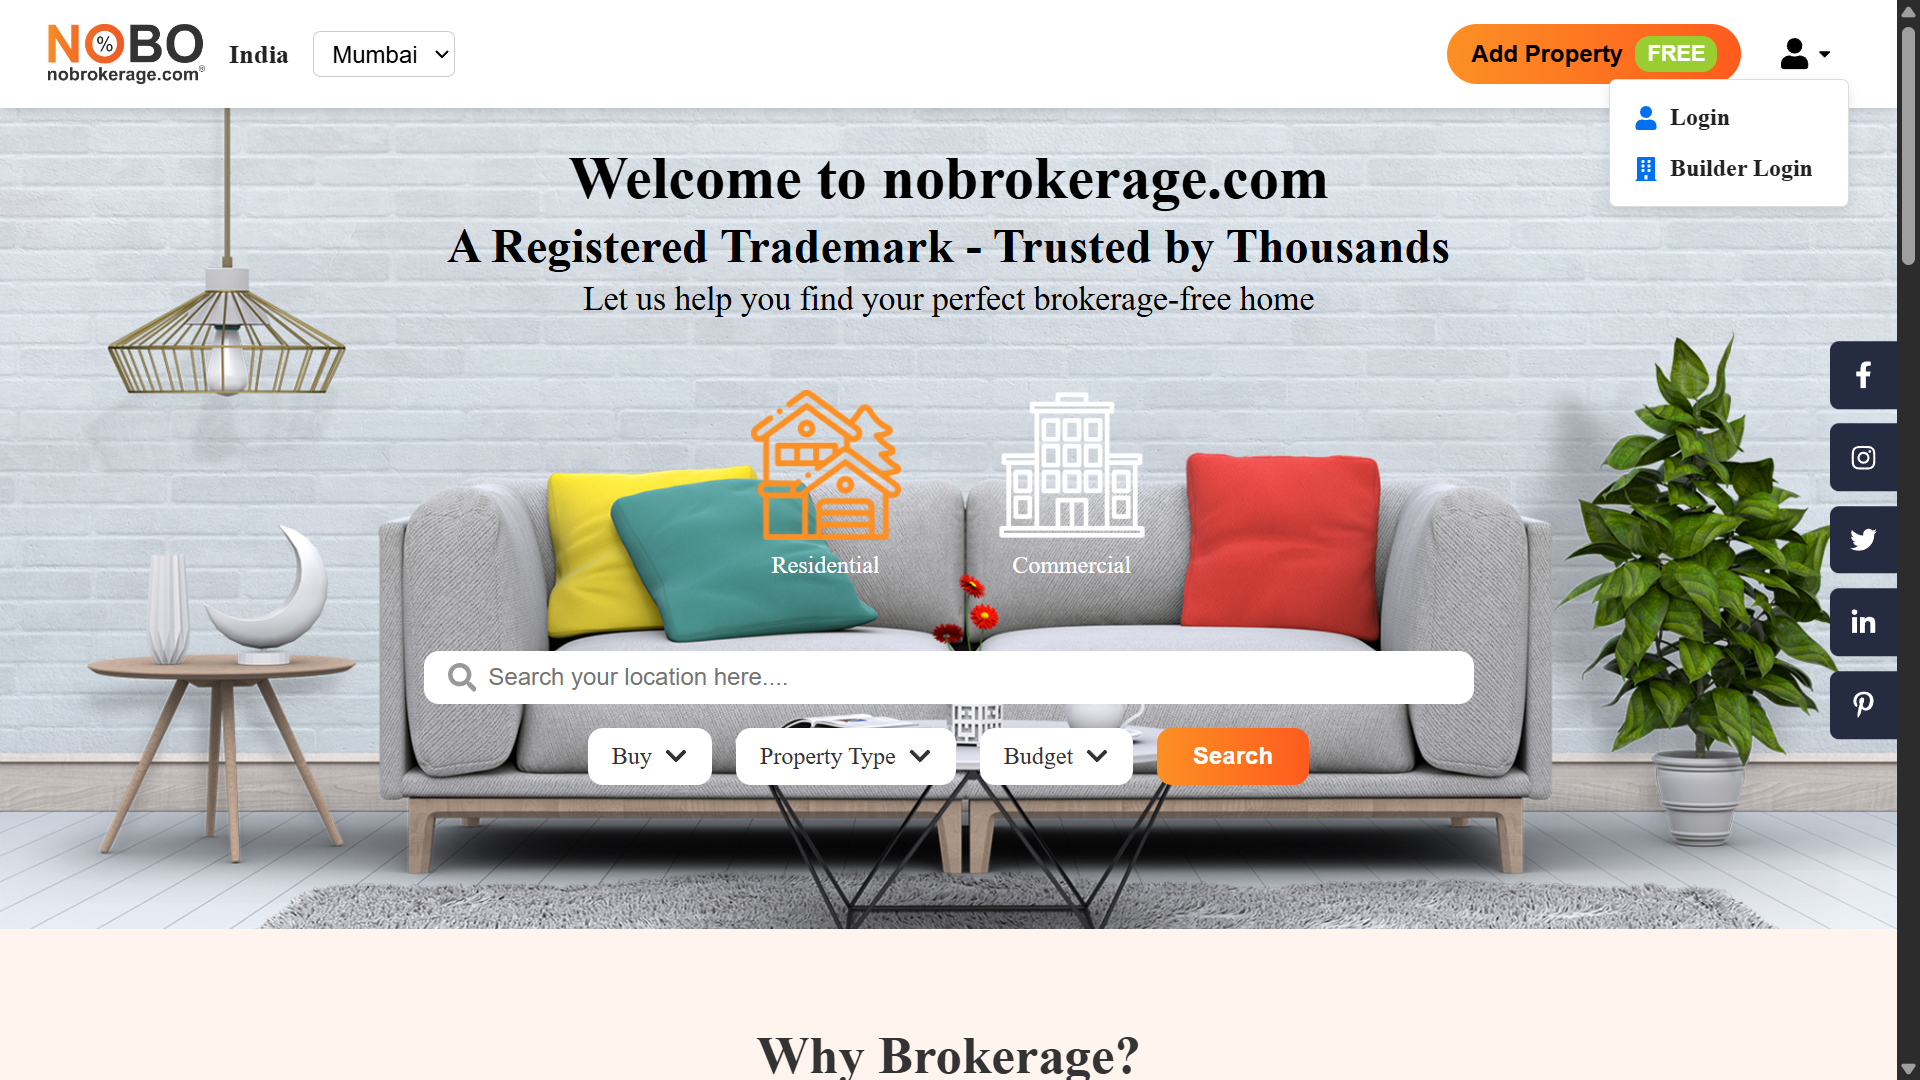 NOBO
%
nobrokerage.com®
India
Mumbai
Add Property FREE
Login
Builder Login
Welcome to nobrokerage.com
A Registered Trademark - Trusted by Thousands
Let us help you find your perfect brokerage-free home
Residential
Commercial
Search your location here....
Buy
Property Type
Budget
Search
Why Brokerage?